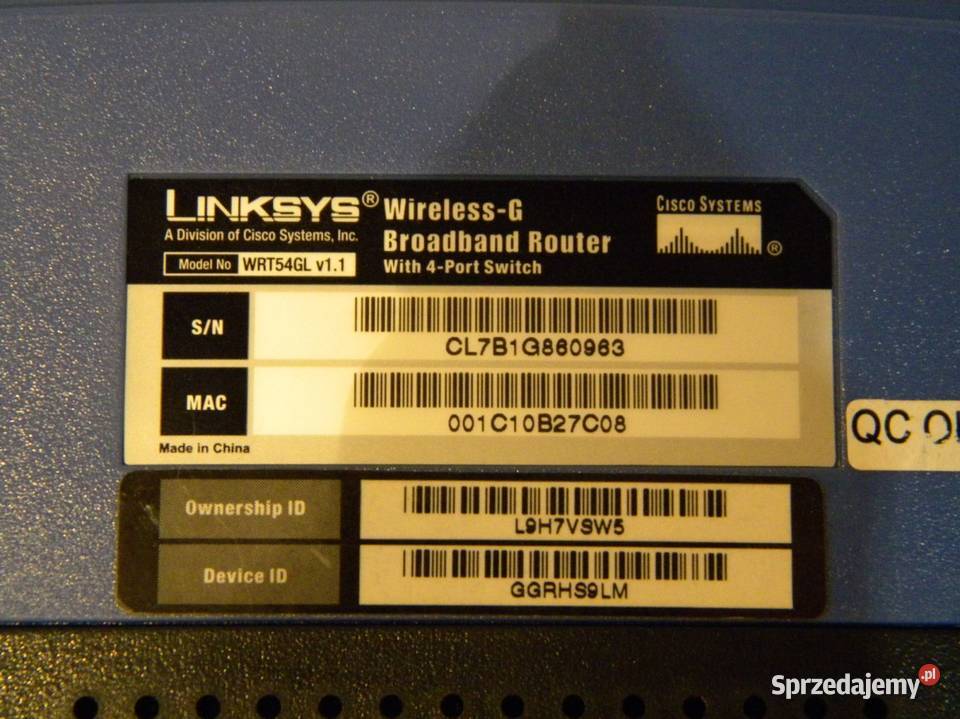 LINKSYS® Wireless-G
A Division of Cisco Systems, Inc.
Broadband Router
With 4-Port Switch
Model No WRT54GL v1.1
CISCO SYSTEMS
®
S/N
CL7B1G860963
MAC
001C10B27C08
Made in China
QC
Ownership ID
L9H7VSW5
Device ID
GGRHS9LM
Sprzedajemy.pl